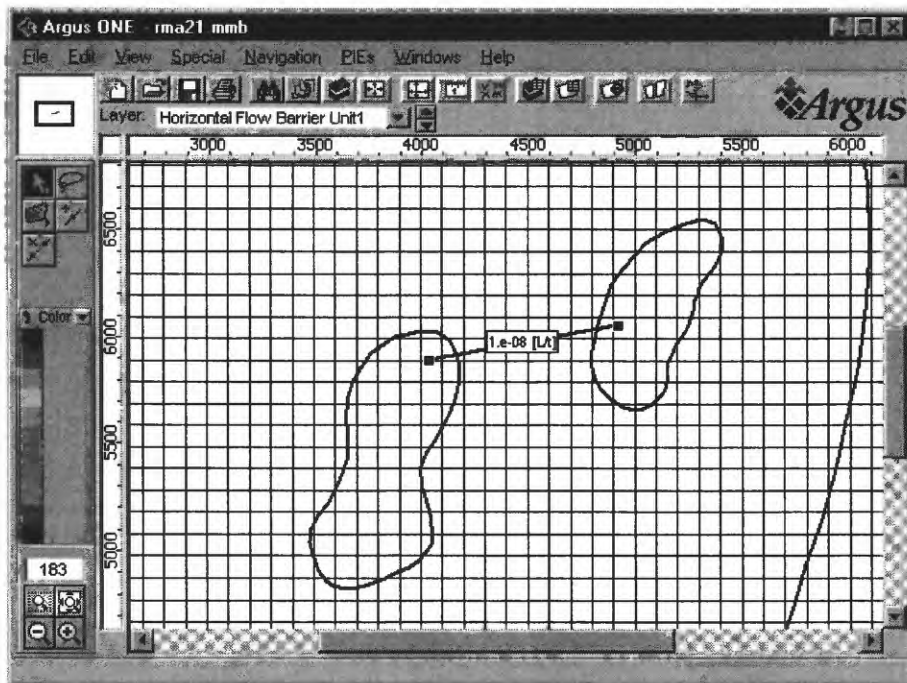 Argus ONE - rma21 mmb
File Edit View Special Navigation PIEs Windows Help
Layer: Horizontal Flow Barrier Unit1
Argus
3000 3500 4000 4500 5000 5500 6000
6500
6000
5500
5000
1.e-08 [L/t]
Color
183